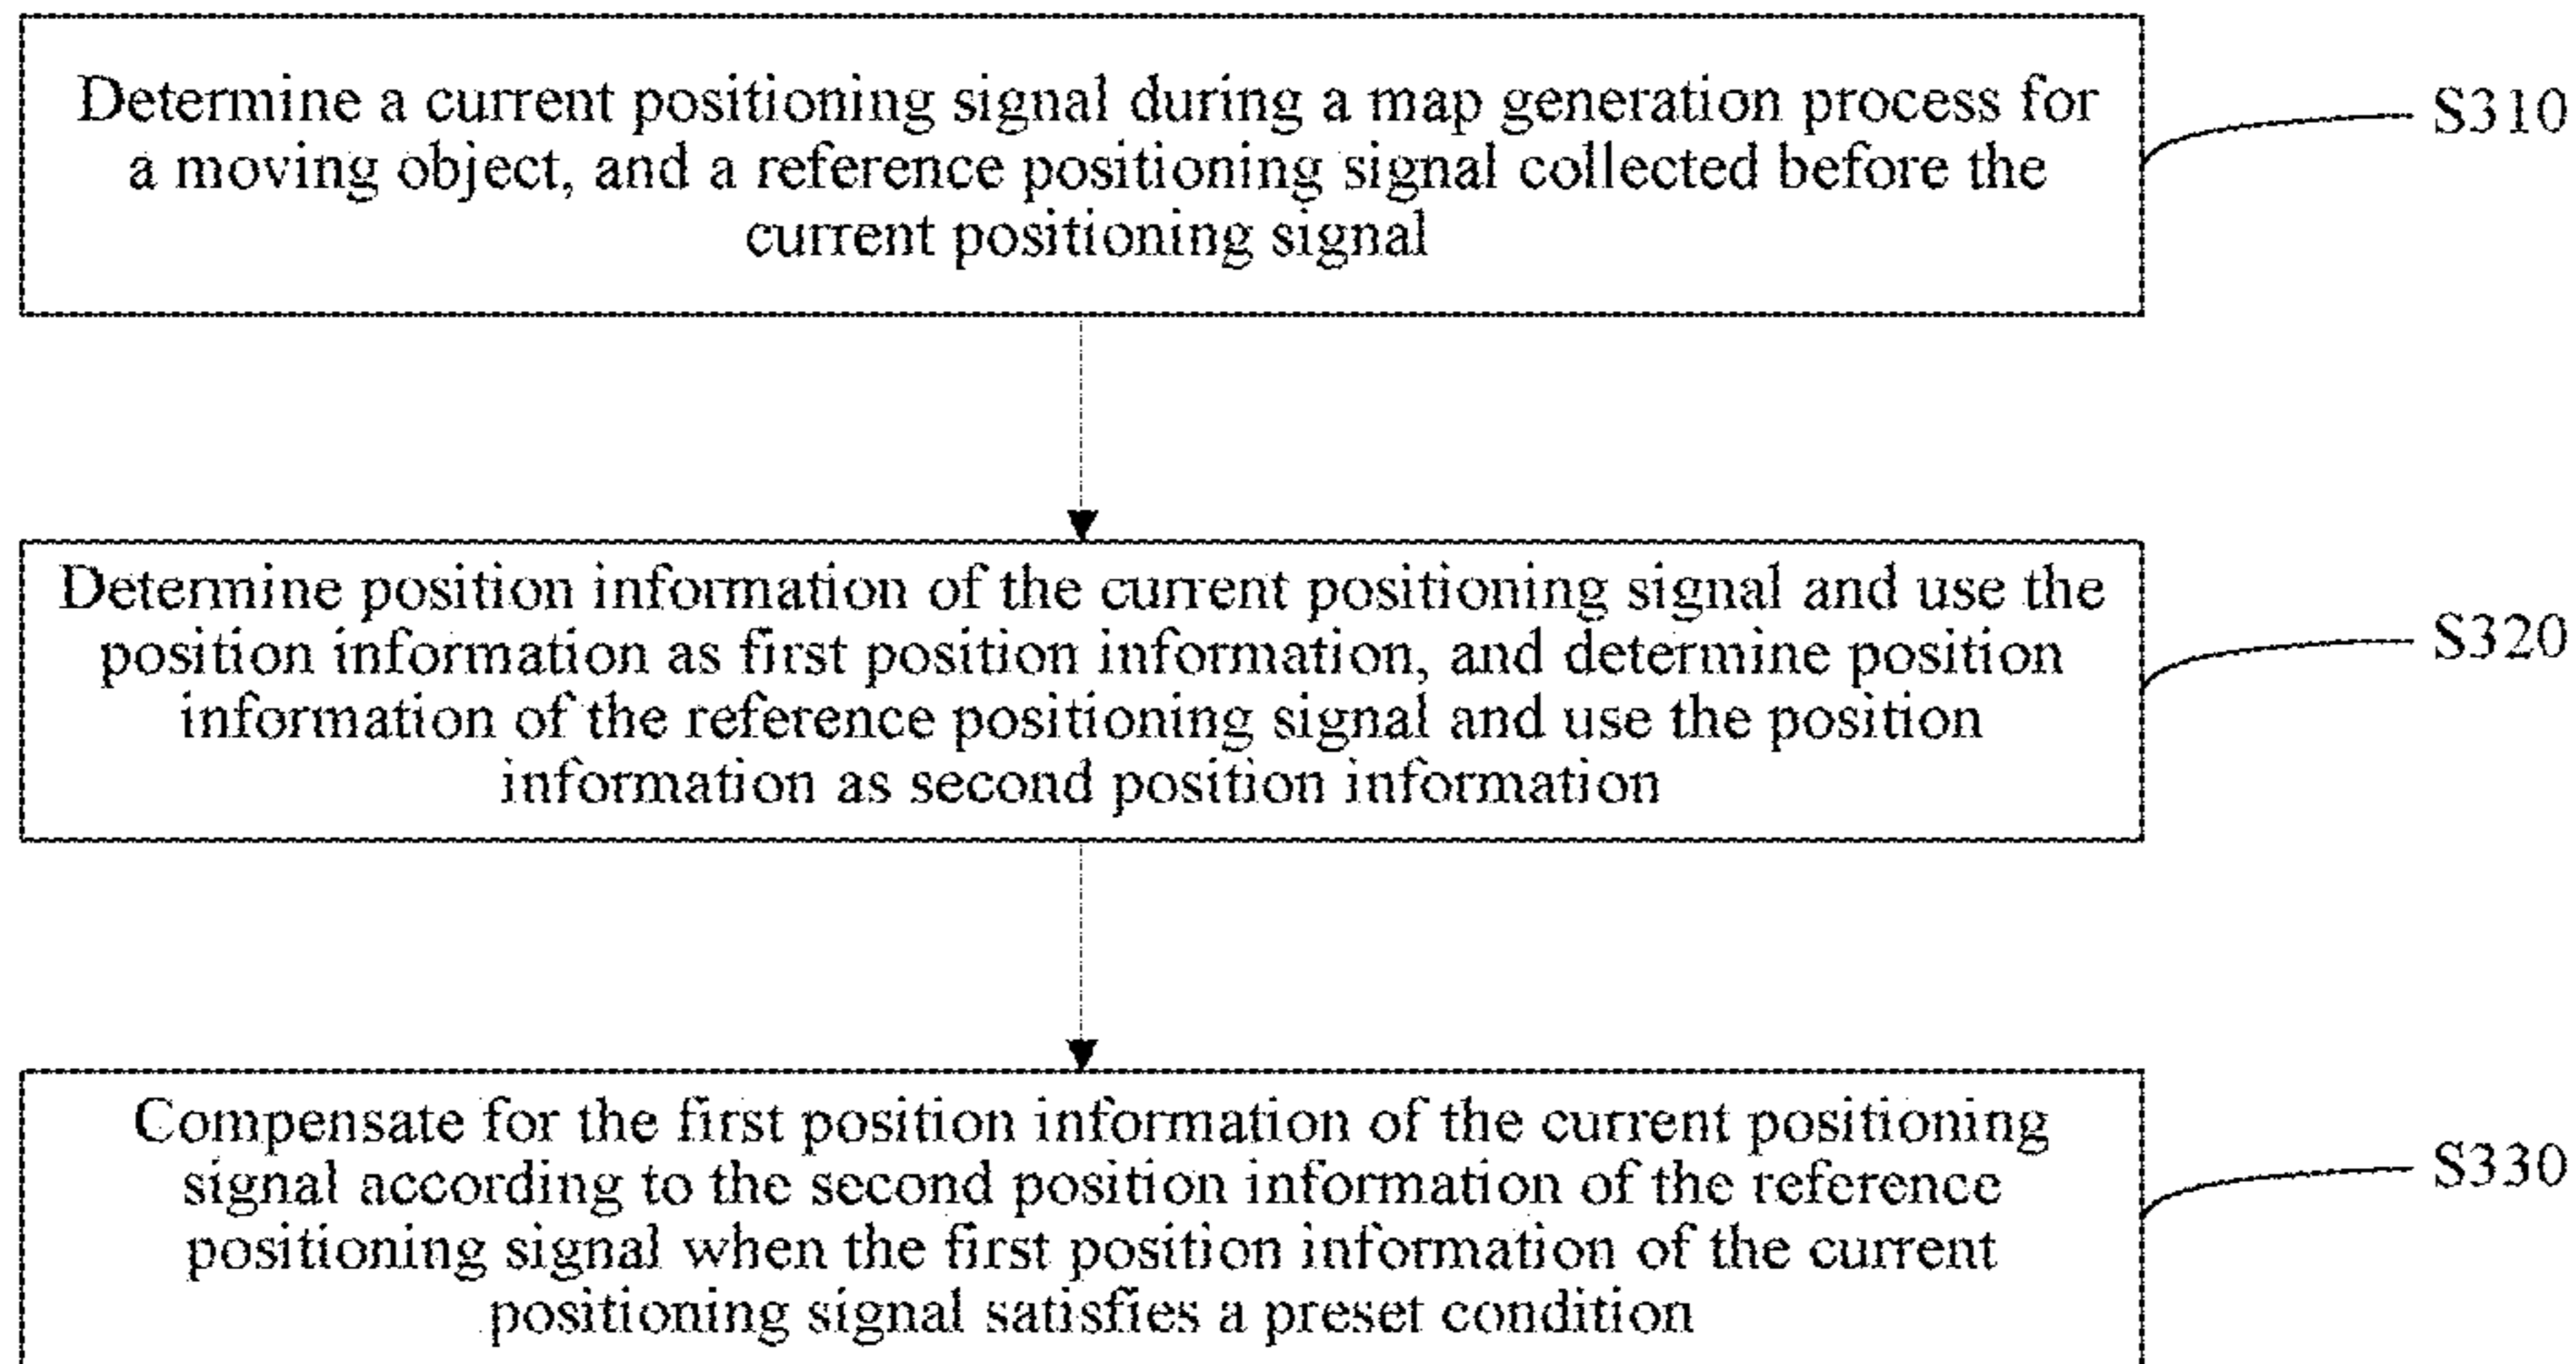 Determine a current positioning signal during a map generation process for
a moving object, and a reference positioning signal collected before the
current positioning signal
S310
Determine position information of the current positioning signal and use the
position information as first position information, and determine position
information of the reference positioning signal and use the position
information as second position information
S320
Compensate for the first position information of the current positioning
signal according to the second position information of the reference
positioning signal when the first position information of the current
positioning signal satisfies a preset condition
S330